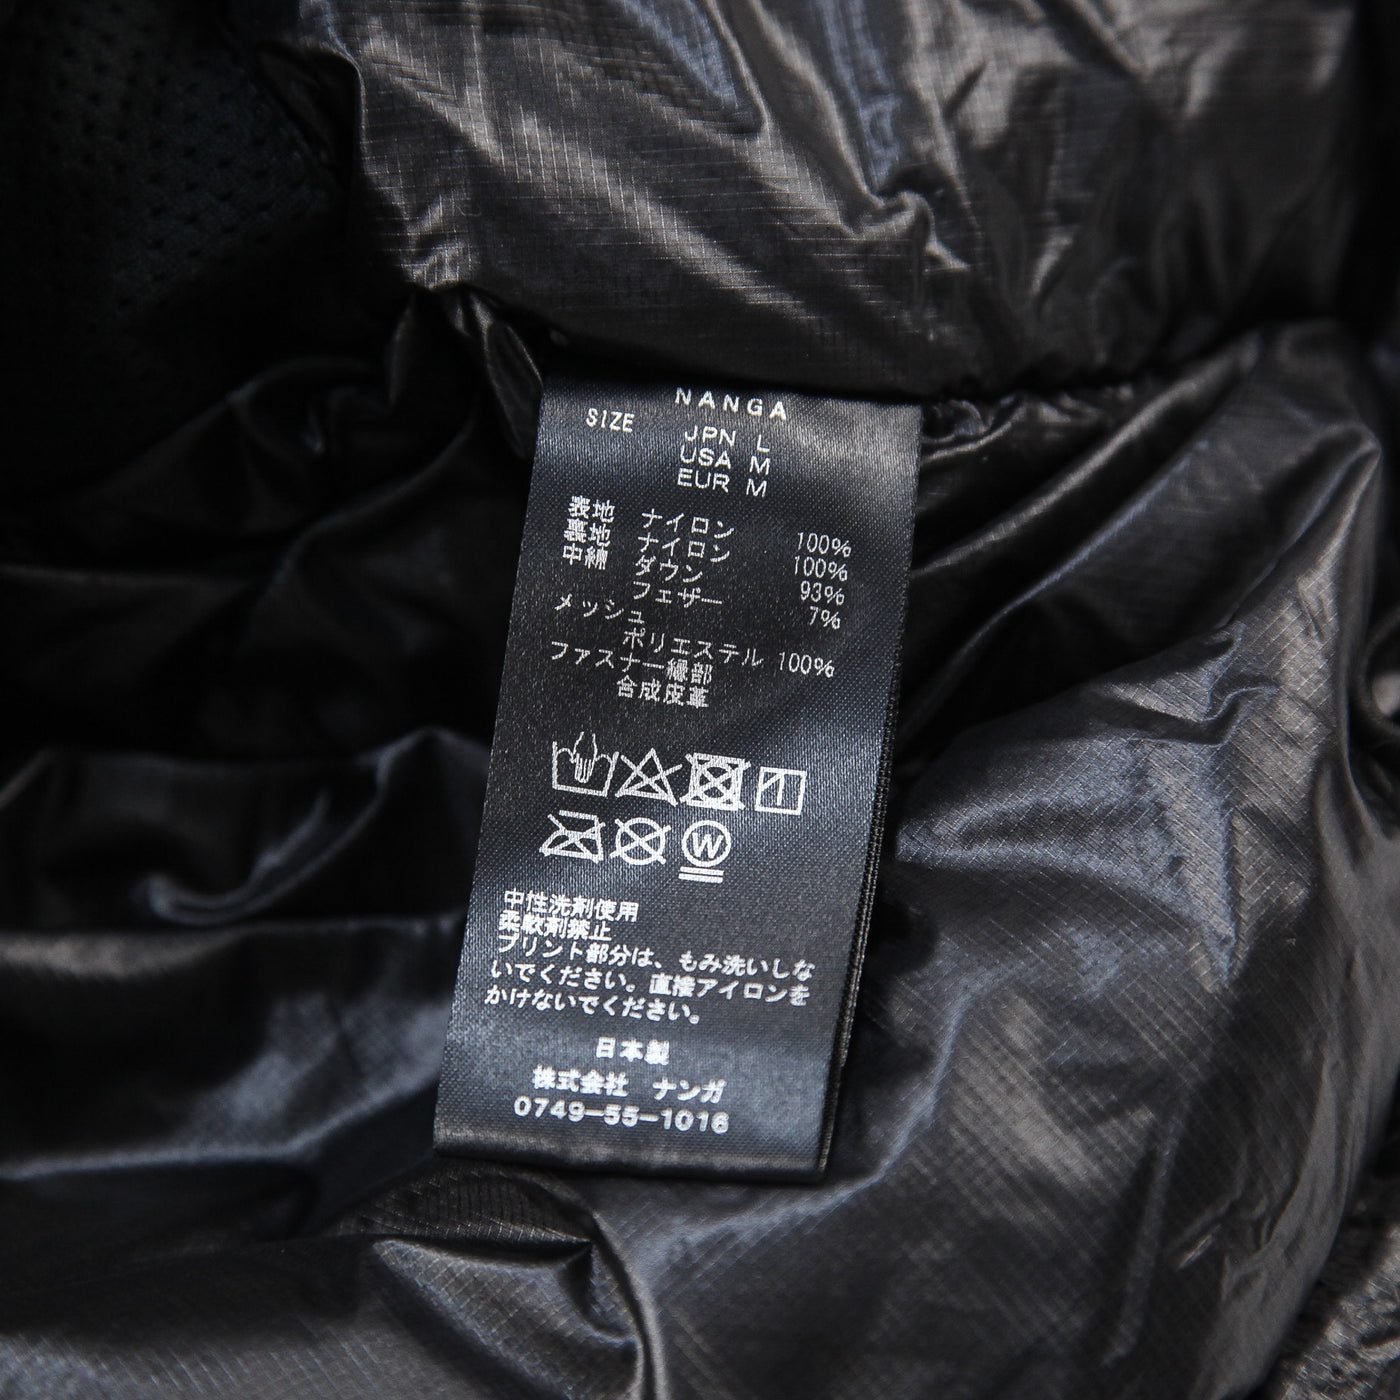 NANGA
SIZE JPN L
USA M
EUR M
表地 ナイロン 100%
裏地 ナイロン 100%
中綿 ダウン 93%
フェザー 7%
メッシュ
ポリエステル 100%
ファスナー縁部
合成皮革
W
中性洗剤使用
柔軟剤禁止
プリント部分は、もみ洗いしな
いでください。直接アイロンを
かけないでください。
日本製
株式会社 ナンガ
0749-55-1016